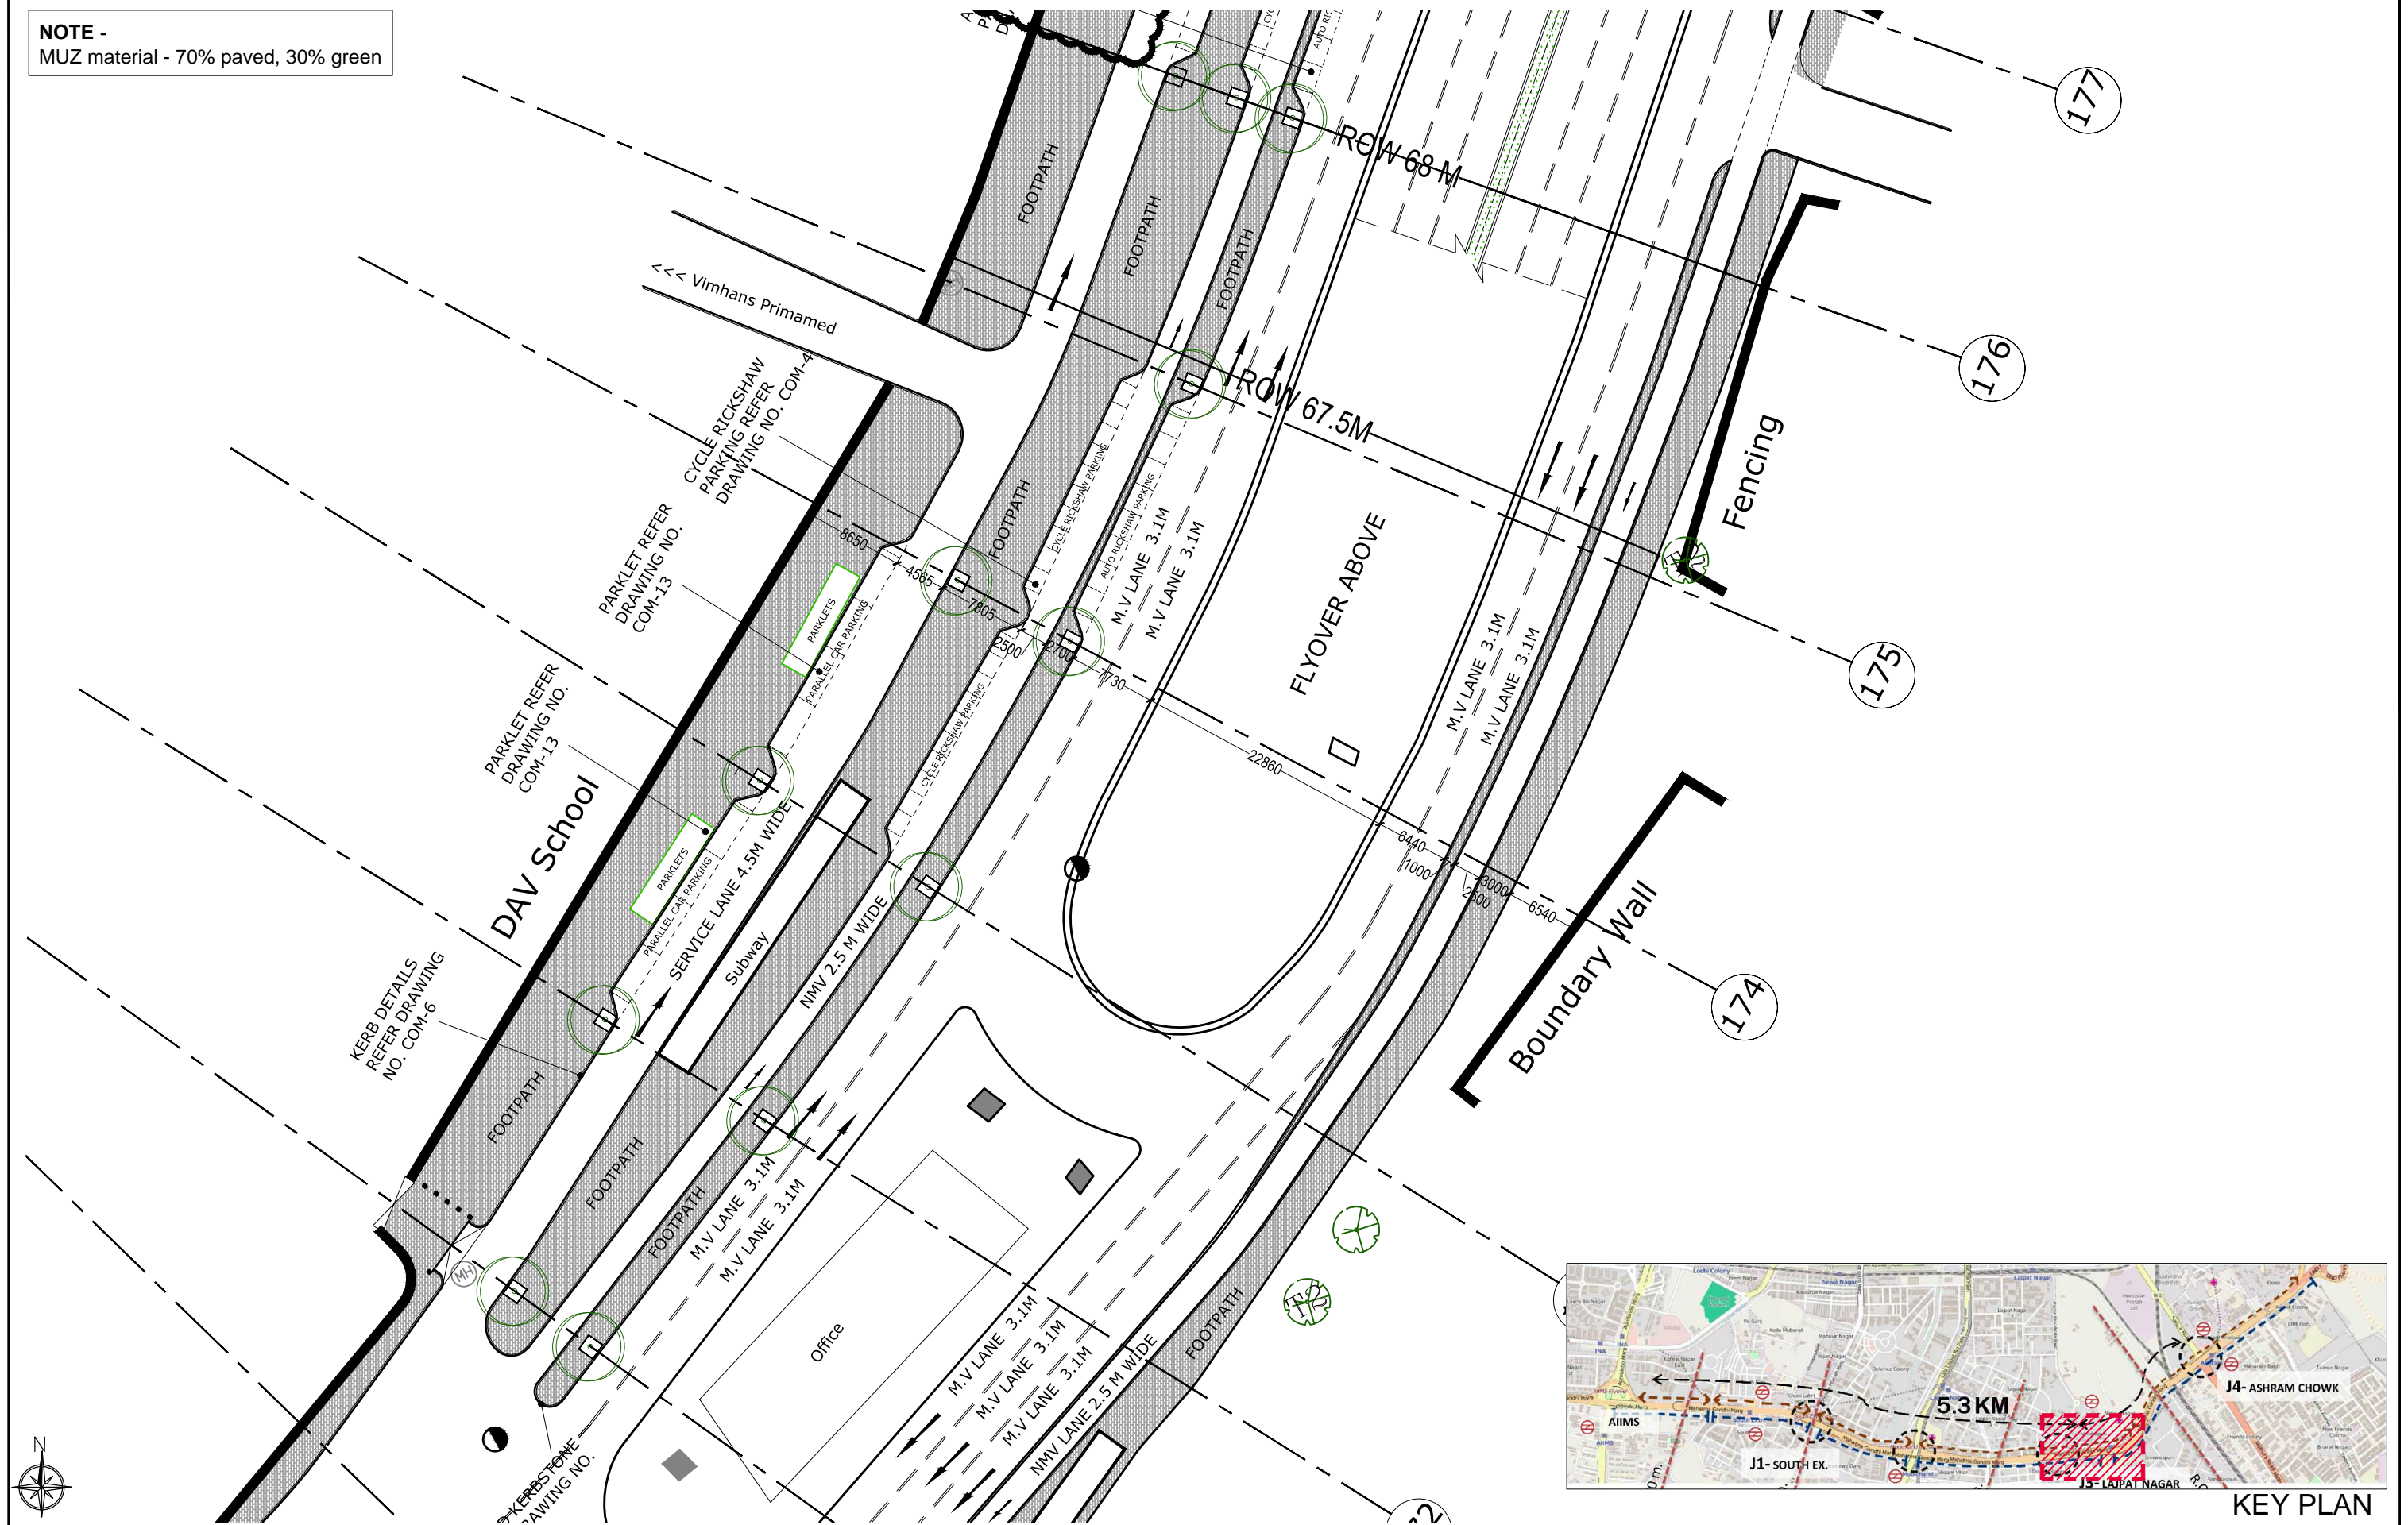 NOTE -
MUZ material - 70% paved, 30% green
177
ROW 68 M
FOOTPATH
FOOTPATH
FOOTPATH
<<< Vimhans Primamed
176
ROW 67.5M
CYCLE RICKSHAW
PARKING REFER
DRAWING NO. COM-4
Fencing
PARKLET REFER
DRAWING NO.
COM-13
8650
4565
7805
2500
2700
7730
22860
6440
1000
2500
3000
6540
FOOTPATH
CYCLE RICKSHAW PARKING
AUTO RICKSHAW PARKING
M.V LANE 3.1M
M.V LANE 3.1M
FLYOVER ABOVE
M.V LANE 3.1M
M.V LANE 3.1M
175
PARKLETS
PARALLEL CAR PARKING
PARKLET REFER
DRAWING NO.
COM-13
CYCLE RICKSHAW PARKING
DAV School
PARKLETS
PARALLEL CAR PARKING
SERVICE LANE 4.5M WIDE
Subway
NMV 2.5 M WIDE
Boundary Wall
174
KERB DETAILS
REFER DRAWING
NO. COM-6
FOOTPATH
FOOTPATH
FOOTPATH
M.V LANE 3.1M
M.V LANE 3.1M
MH
Office
M.V LANE 3.1M
M.V LANE 3.1M
M.V LANE 3.1M
NMV LANE 2.5 M WIDE
FOOTPATH
KERBSTONE
N
AIIMS
J1- SOUTH EX.
5.3 KM
J3- LAJPAT NAGAR
J4- ASHRAM CHOWK
KEY PLAN